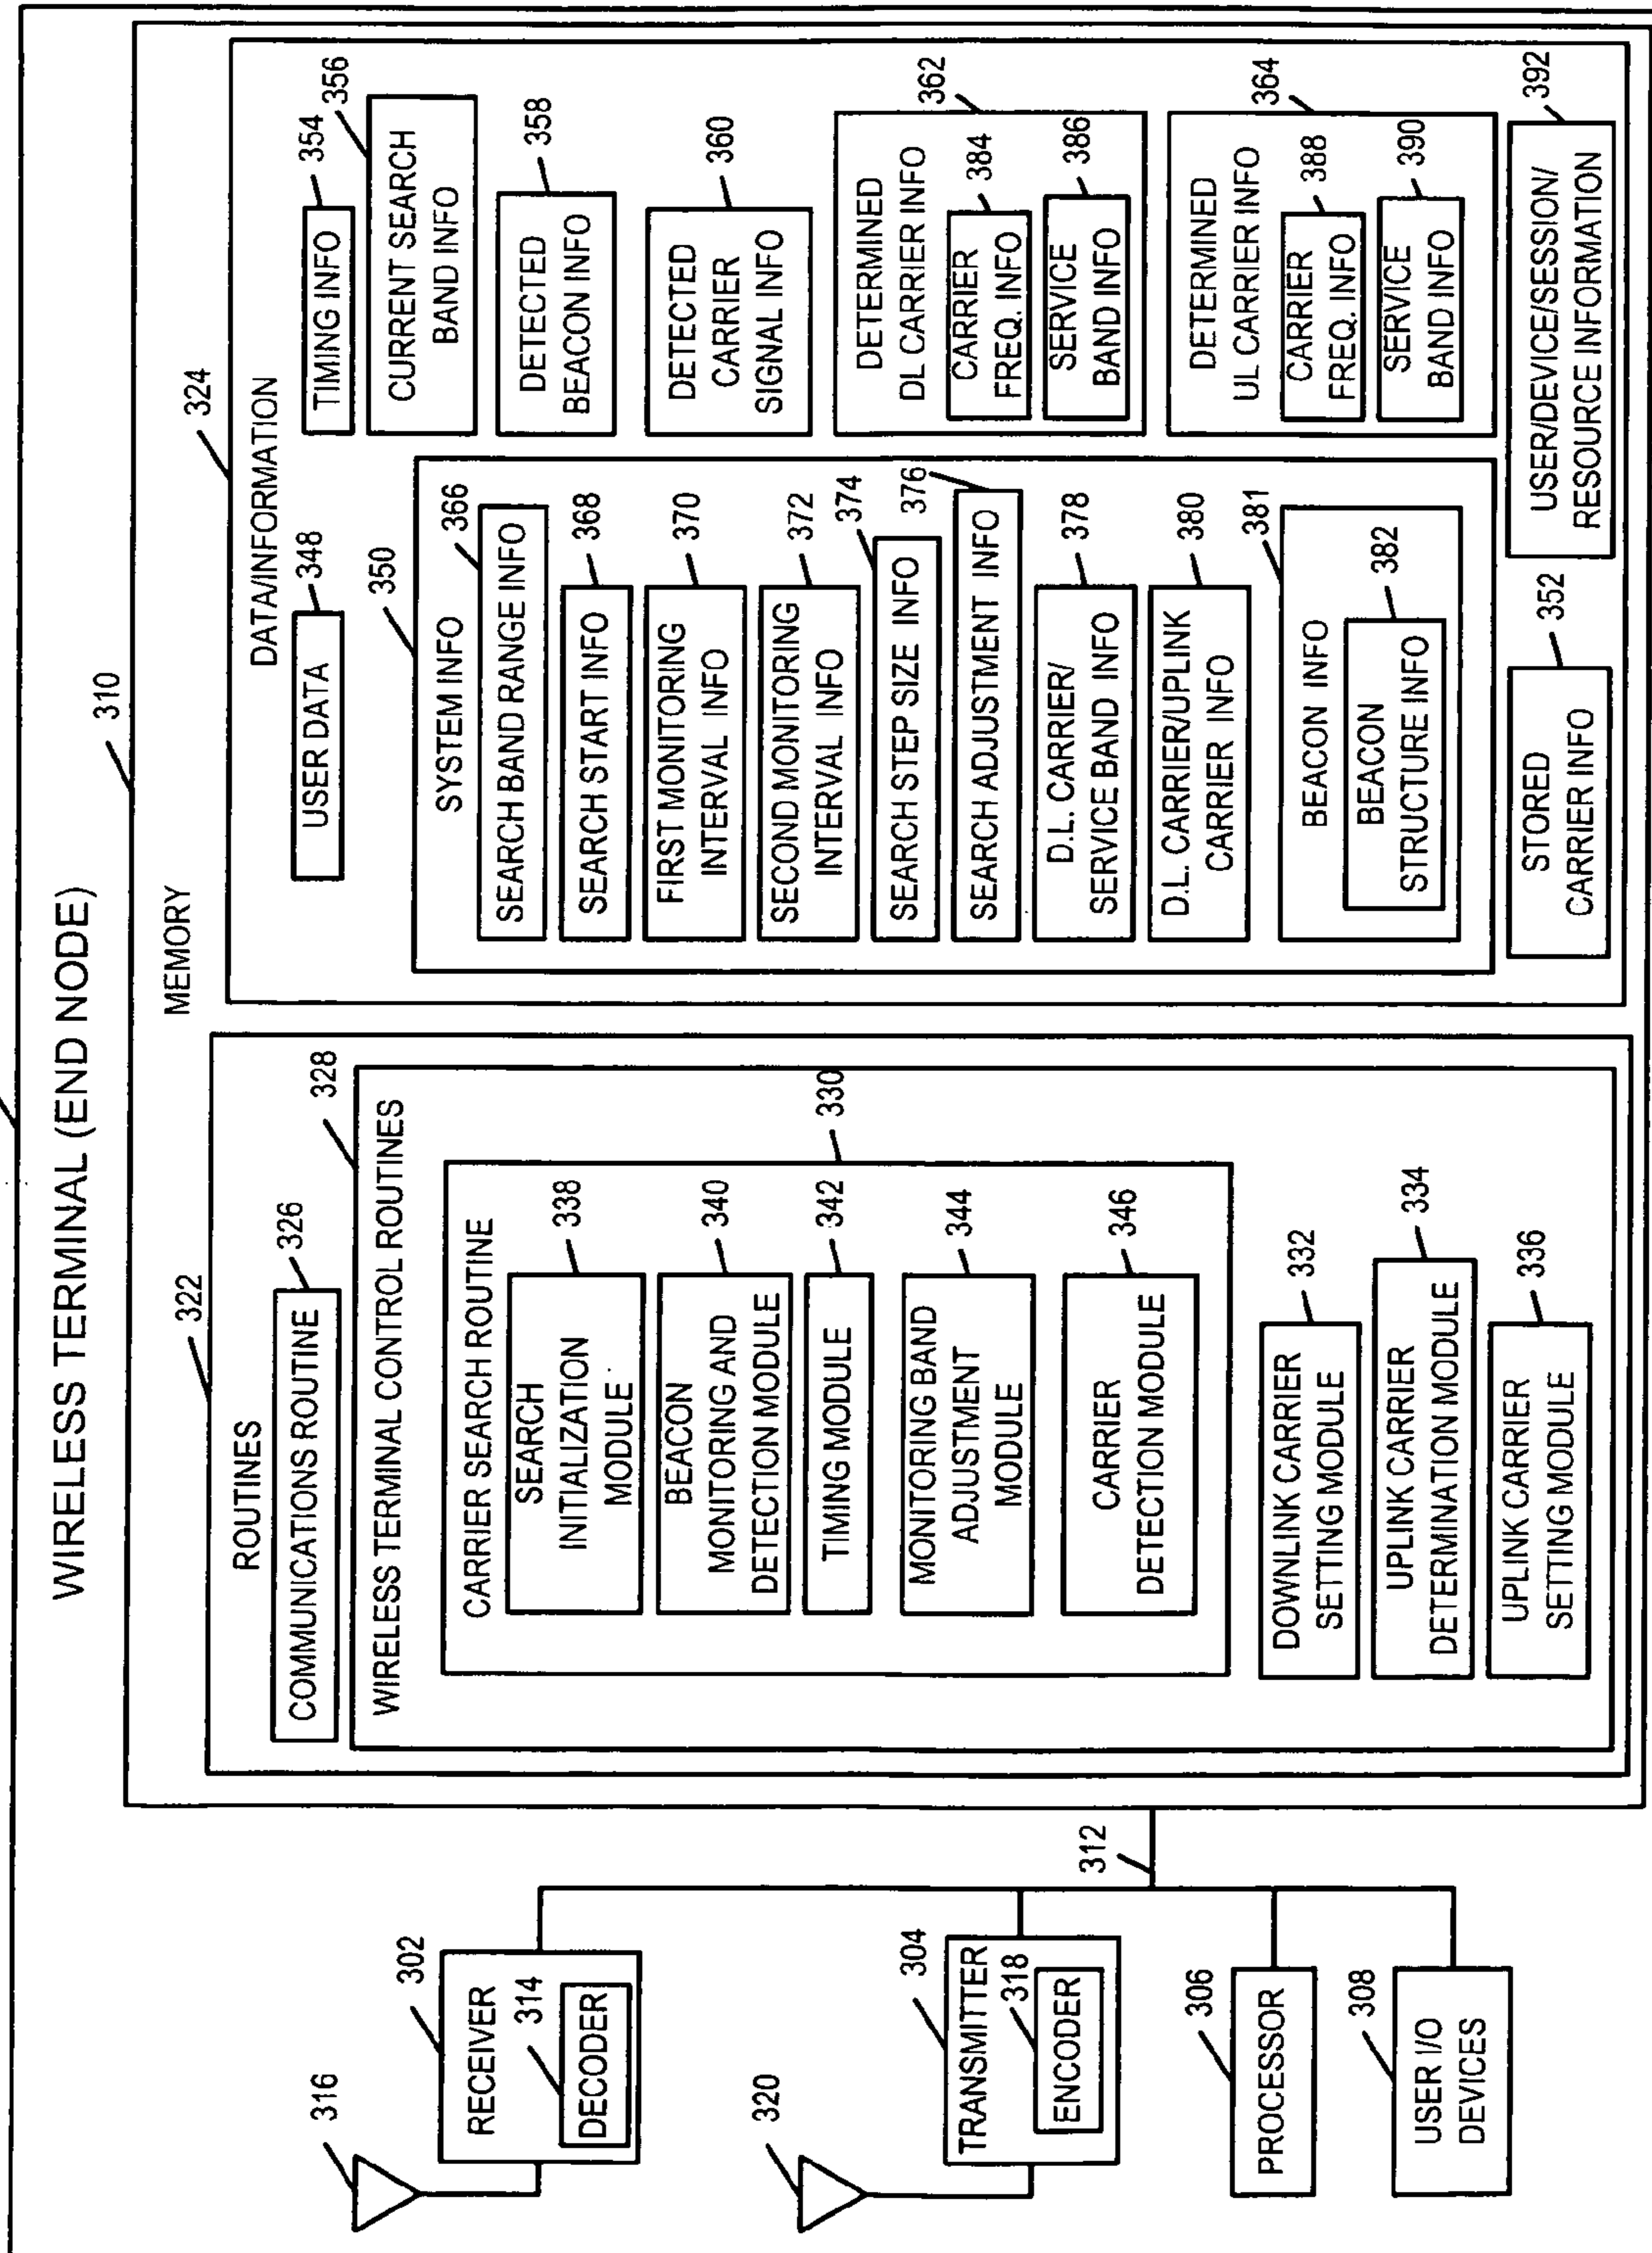 WIRELESS TERMINAL (END NODE)
310
MEMORY
316
302
RECEIVER
314
DECODER
320
304
TRANSMITTER
318
ENCODER
306
PROCESSOR
308
USER I/O
DEVICES
312
322
ROUTINES
COMMUNICATIONS ROUTINE
326
328
WIRELESS TERMINAL CONTROL ROUTINES
CARRIER SEARCH ROUTINE
330
SEARCH
INITIALIZATION
MODULE
338
BEACON
MONITORING AND
DETECTION MODULE
340
TIMING MODULE
342
MONITORING BAND
ADJUSTMENT
MODULE
344
CARRIER
DETECTION MODULE
346
DOWNLINK CARRIER
SETTING MODULE
332
UPLINK CARRIER
DETERMINATION MODULE
334
UPLINK CARRIER
SETTING MODULE
336
324
DATA/INFORMATION
USER DATA
348
350
SYSTEM INFO
366
SEARCH BAND RANGE INFO
SEARCH START INFO
368
FIRST MONITORING
INTERVAL INFO
370
SECOND MONITORING
INTERVAL INFO
372
SEARCH STEP SIZE INFO
374
SEARCH ADJUSTMENT INFO
376
D.L. CARRIER/
SERVICE BAND INFO
378
D.L. CARRIER/UPLINK
CARRIER INFO
380
381
BEACON INFO
BEACON
STRUCTURE INFO
382
STORED
CARRIER INFO
352
TIMING INFO
354
356
CURRENT SEARCH
BAND INFO
DETECTED
BEACON INFO
358
DETECTED
CARRIER
SIGNAL INFO
360
362
DETERMINED
DL CARRIER INFO
CARRIER
FREQ. INFO
384
SERVICE
BAND INFO
386
364
DETERMINED
UL CARRIER INFO
CARRIER
FREQ. INFO
388
SERVICE
BAND INFO
390
USER/DEVICE/SESSION/
RESOURCE INFORMATION
392